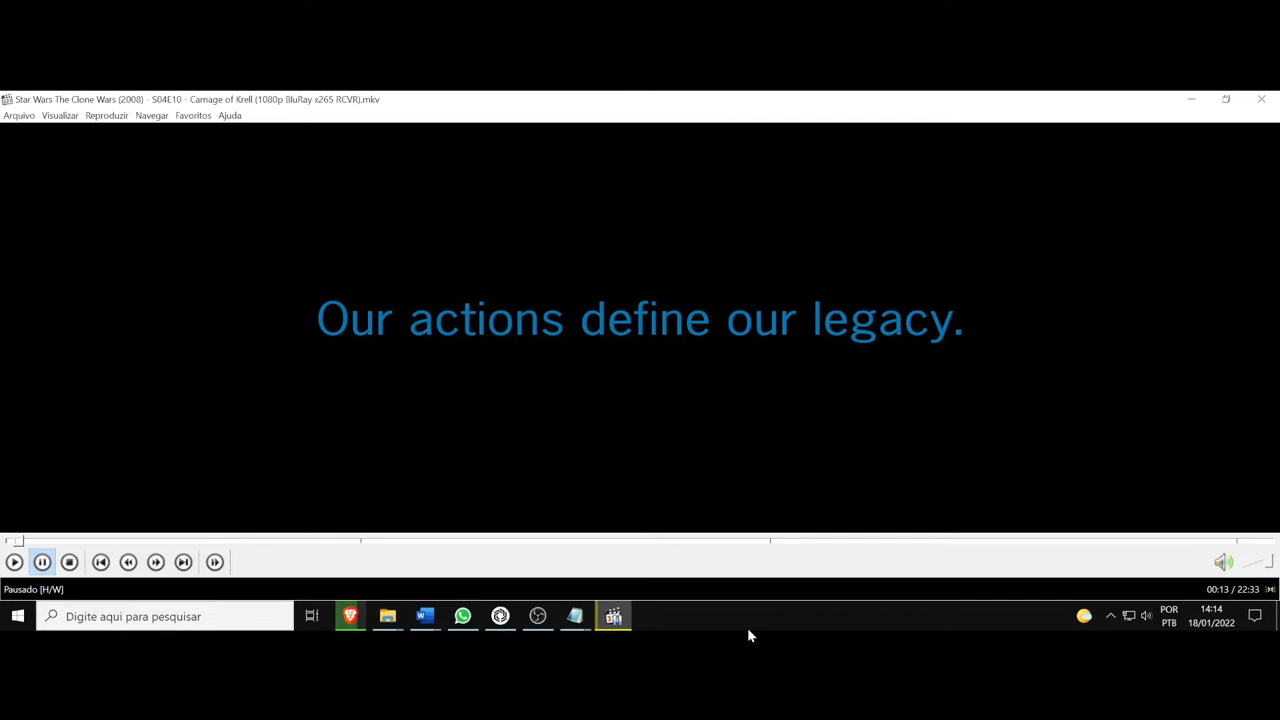 Star Wars The Clone Wars (2008) - S04E10 - Carnage of Krell (1080p BluRay x265 RCVR).mkv
Arquivo Visualizar Reproduzir Navegar Favoritos Ajuda
Our actions define our legacy.
Pausado [H/W]
00:13 / 22:33
Digite aqui para pesquisar
POR
PTB
14:14
18/01/2022